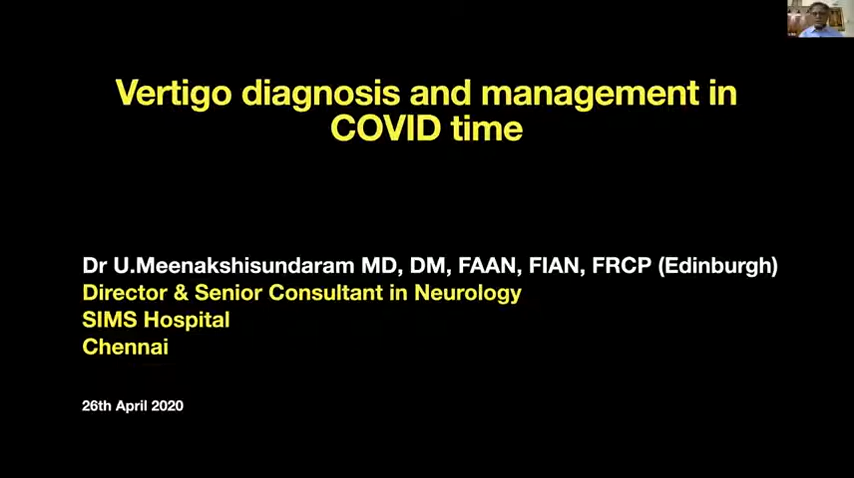 Vertigo diagnosis and management in
COVID time
Dr U.Meenakshisundaram MD, DM, FAAN, FIAN, FRCP (Edinburgh)
Director & Senior Consultant in Neurology
SIMS Hospital
Chennai
26th April 2020